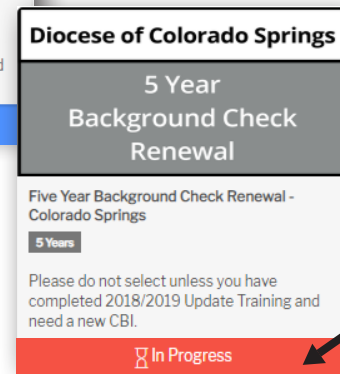 Diocese of Colorado Springs
5 Year
Background Check
Renewal
Five Year Background Check Renewal -
Colorado Springs
5 Years
Please do not select unless you have
completed 2018/2019 Update Training and
need a new CBI.
In Progress